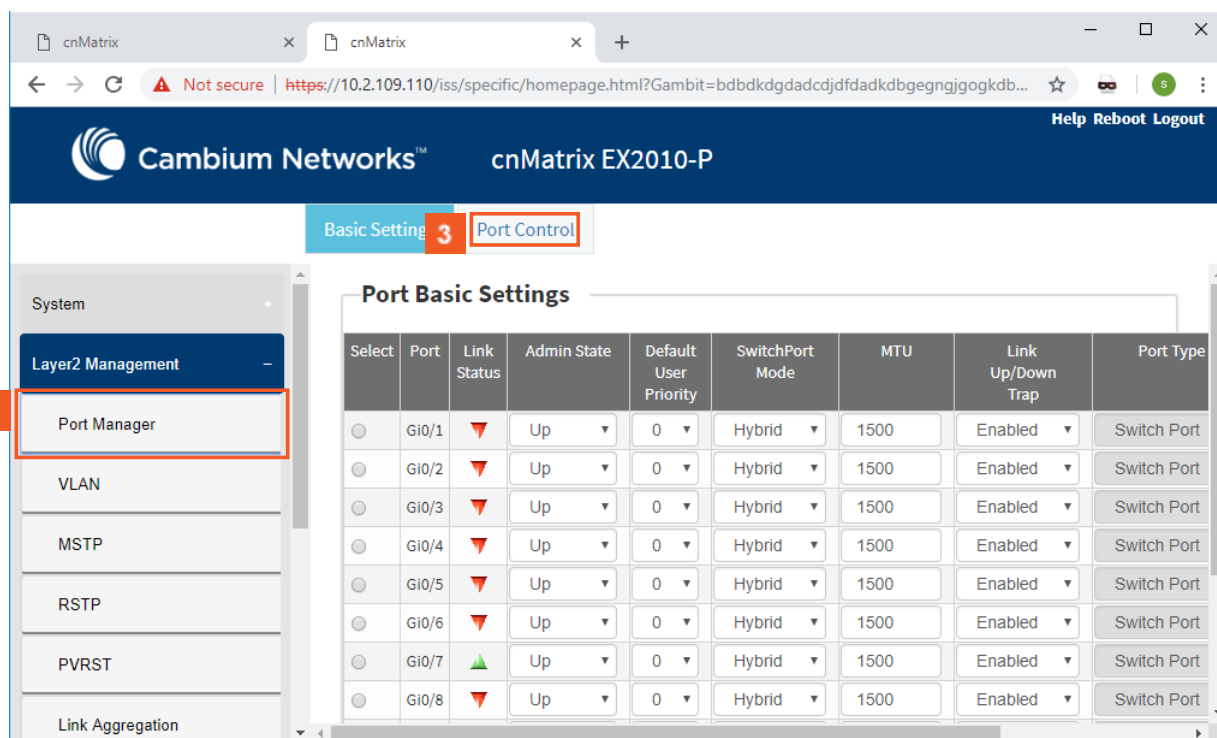 cnMatrix
cnMatrix
Not secure | https://10.2.109.110/iss/specific/homepage.html?Gambit=bdbdkdgdadcdjdfdadkdbgegngjgogkdb...
S
Help Reboot Logout
Cambium Networks™
cnMatrix EX2010-P
Basic Setting
3
Port Control
System +
Layer2 Management –
Port Manager
VLAN
MSTP
RSTP
PVRST
Link Aggregation
Port Basic Settings
Select Port Link Status Admin State Default User Priority SwitchPort Mode MTU Link Up/Down Trap Port Type
Gi0/1 Up 0 Hybrid 1500 Enabled Switch Port
Gi0/2 Up 0 Hybrid 1500 Enabled Switch Port
Gi0/3 Up 0 Hybrid 1500 Enabled Switch Port
Gi0/4 Up 0 Hybrid 1500 Enabled Switch Port
Gi0/5 Up 0 Hybrid 1500 Enabled Switch Port
Gi0/6 Up 0 Hybrid 1500 Enabled Switch Port
Gi0/7 Up 0 Hybrid 1500 Enabled Switch Port
Gi0/8 Up 0 Hybrid 1500 Enabled Switch Port